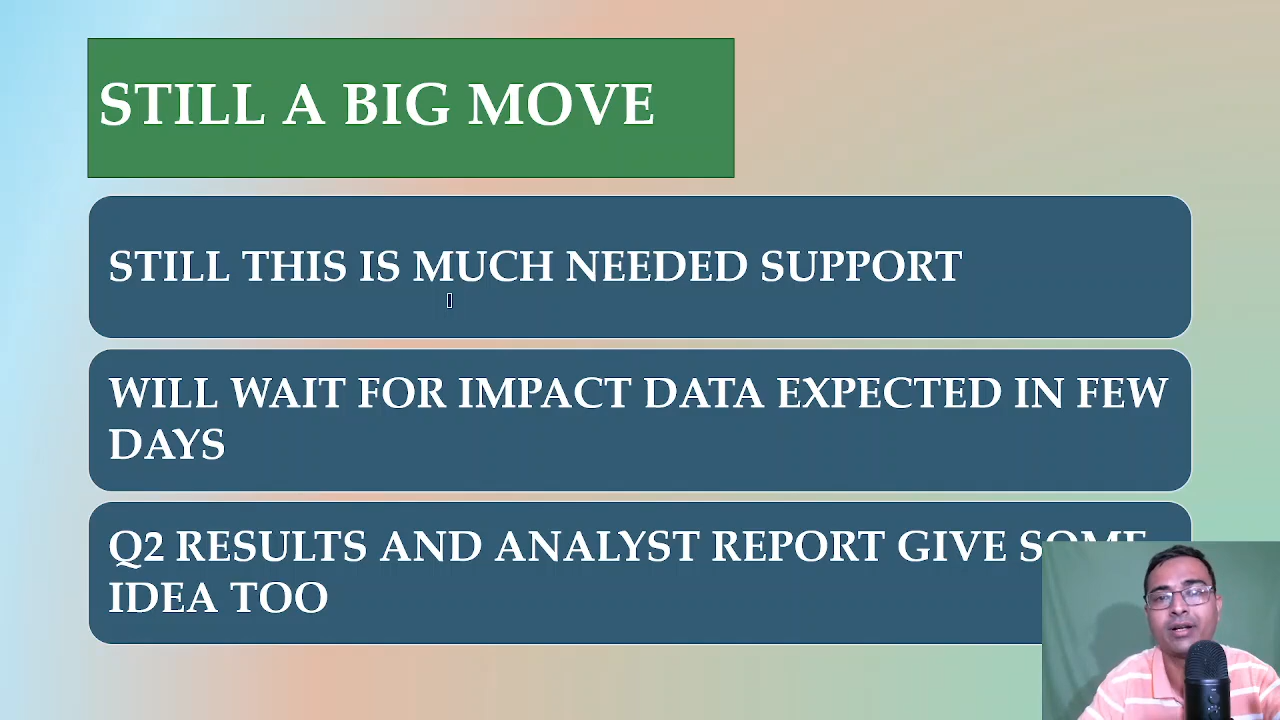 STILL A BIG MOVE
STILL THIS IS MUCH NEEDED SUPPORT
WILL WAIT FOR IMPACT DATA EXPECTED IN FEW
DAYS
Q2 RESULTS AND ANALYST REPORT GIVE SOME
IDEA TOO